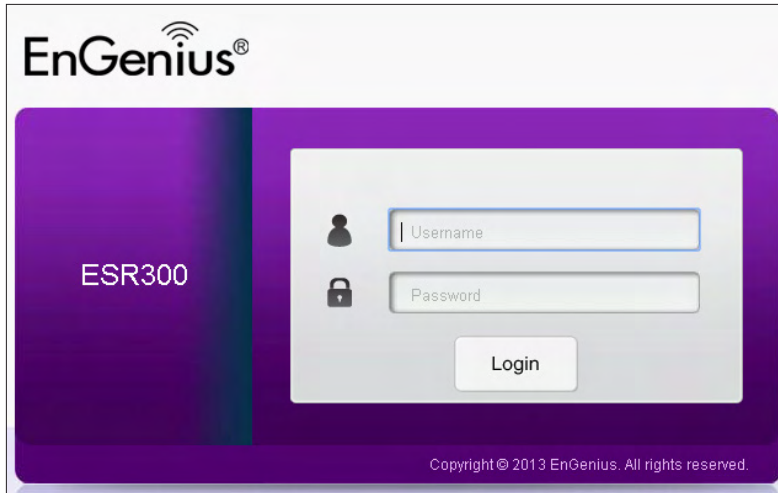 EnGenius®
ESR300
Username
Password
Login
Copyright © 2013 EnGenius. All rights reserved.